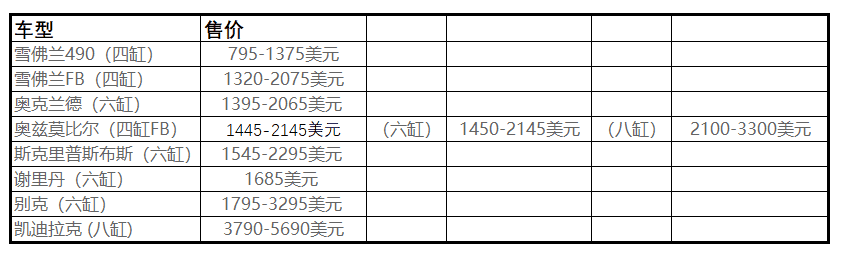 车型 售价
雪佛兰490（四缸） 795-1375美元
雪佛兰FB（四缸） 1320-2075美元
奥克兰德（六缸） 1395-2065美元
奥兹莫比尔（四缸FB） 1445-2145美元 （六缸） 1450-2145美元 （八缸） 2100-3300美元
斯克里普斯布斯（六缸） 1545-2295美元
谢里丹（六缸） 1685美元
别克（六缸） 1795-3295美元
凯迪拉克 (八缸) 3790-5690美元